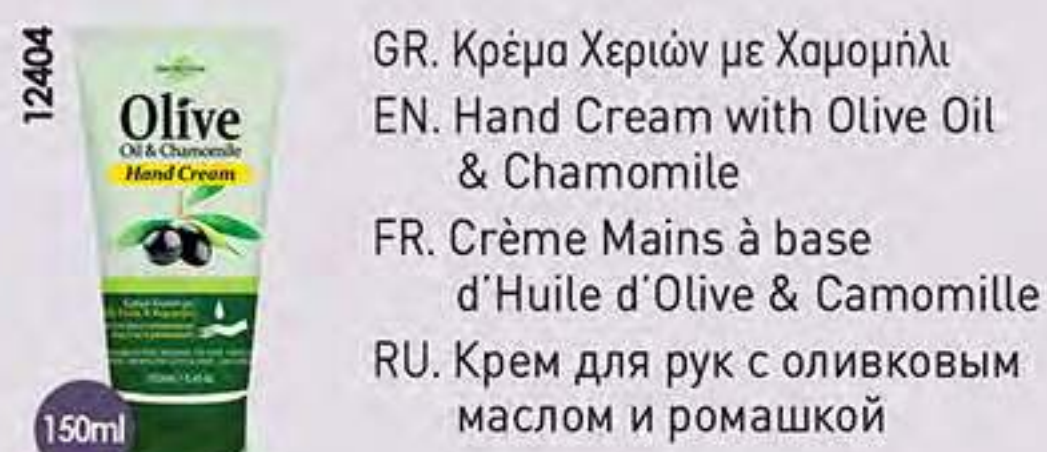 12404
Olive
Oil & Chamomile
Hand Cream
150ml
GR. Κρέμα Χεριών με Χαμομήλι
EN. Hand Cream with Olive Oil
& Chamomile
FR. Crème Mains à base
d'Huile d'Olive & Camomille
RU. Крем для рук с оливковым
маслом и ромашкой